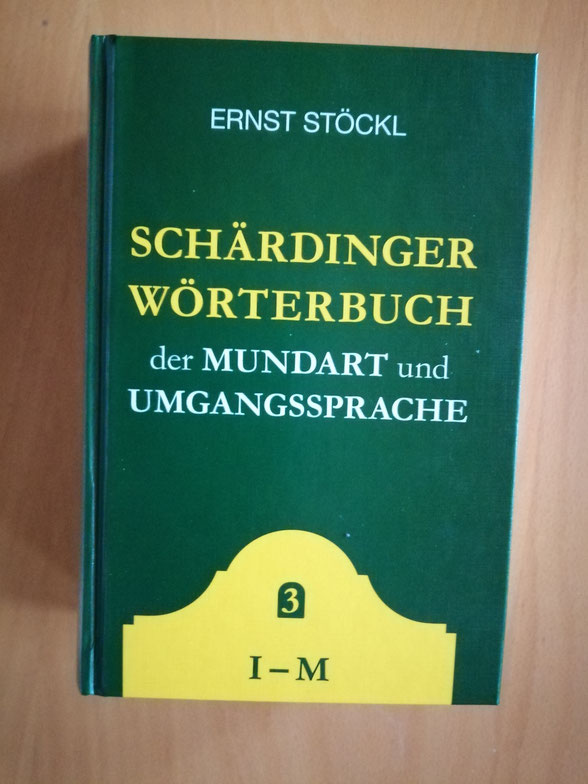 ERNST STÖCKL
SCHÄRDINGER
WÖRTERBUCH
der MUNDART und
UMGANGSSPRACHE
3
I – M